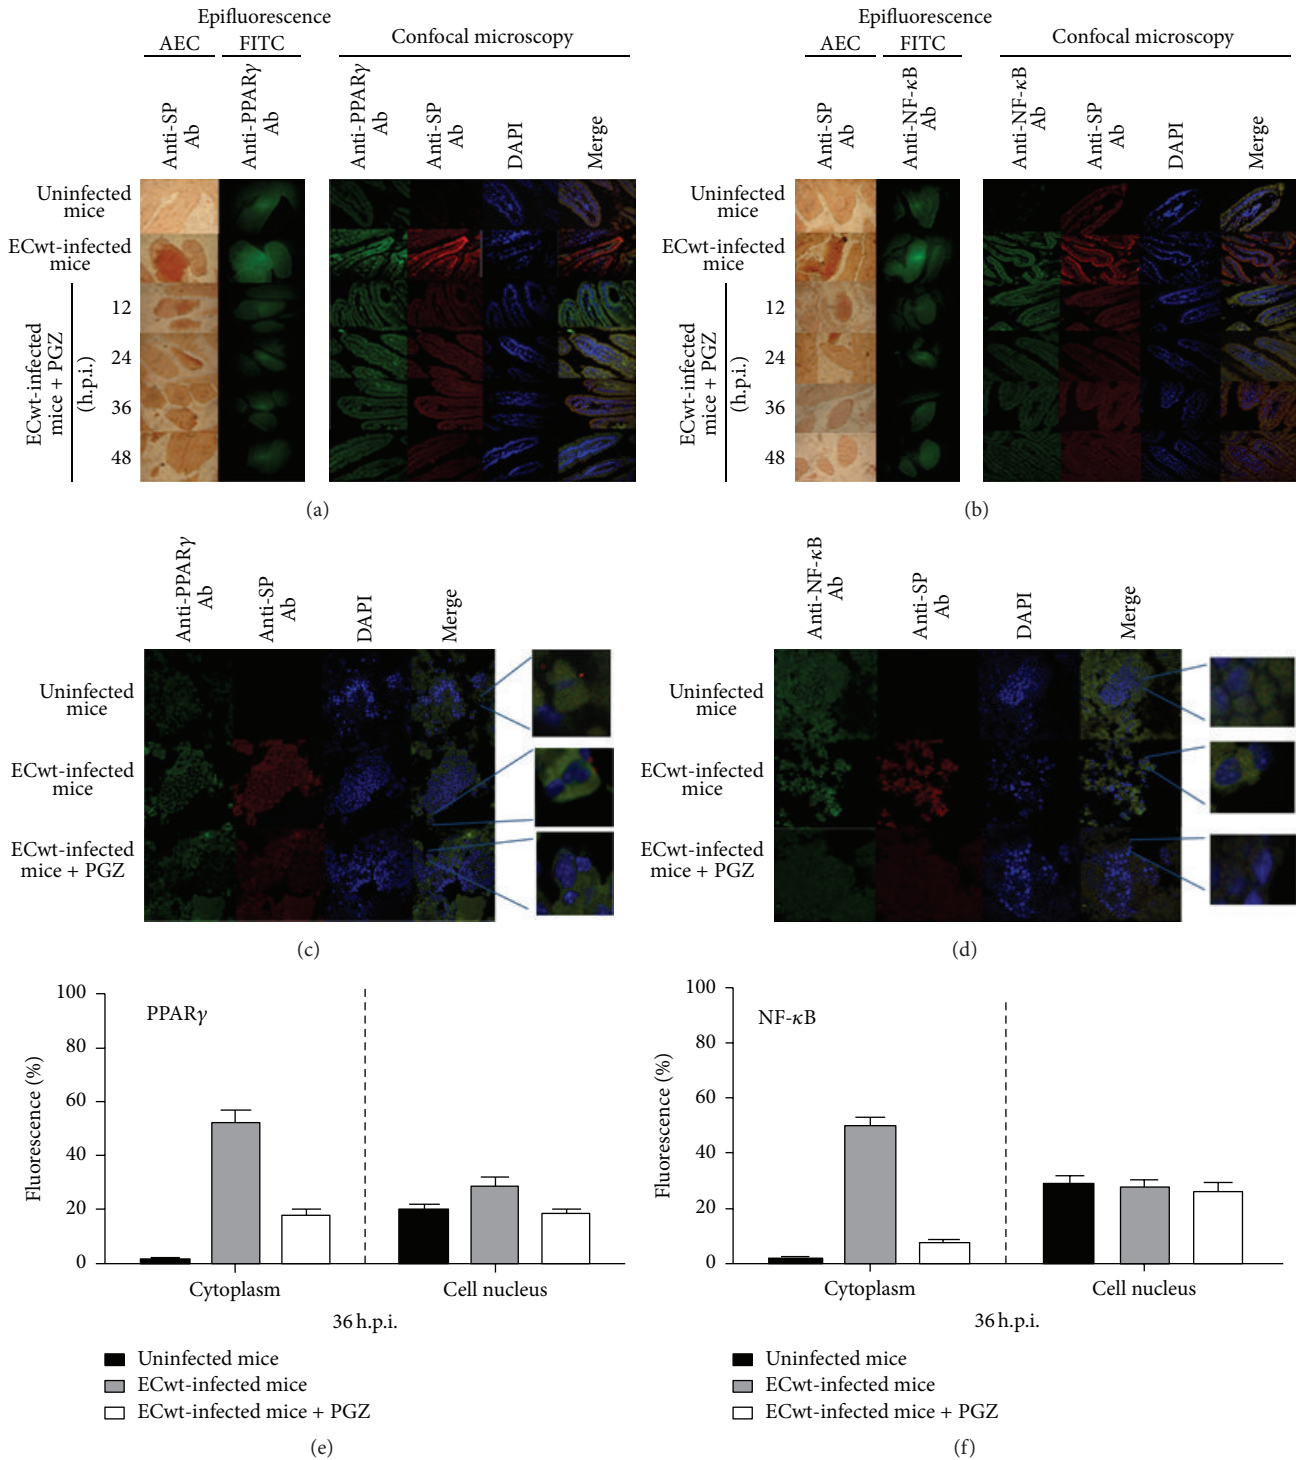 Epifluorescence
AEC FITC Confocal microscopy
Anti-SP Ab
Anti-PPARγ Ab
Anti-PPARγ Ab
Anti-SP Ab
DAPI
Merge
Uninfected mice
ECwt-infected mice
ECwt-infected mice + PGZ (h.p.i.)
12
24
36
48
(a)
Epifluorescence
AEC FITC Confocal microscopy
Anti-SP Ab
Anti-NF-κB Ab
Anti-NF-κB Ab
Anti-SP Ab
DAPI
Merge
Uninfected mice
ECwt-infected mice
ECwt-infected mice + PGZ (h.p.i.)
12
24
36
48
(b)
Anti-PPARγ Ab
Anti-SP Ab
DAPI
Merge
Uninfected mice
ECwt-infected mice
ECwt-infected mice + PGZ
(c)
Anti-NF-κB Ab
Anti-SP Ab
DAPI
Merge
Uninfected mice
ECwt-infected mice
ECwt-infected mice + PGZ
(d)
PPARγ
Fluorescence (%)
100
80
60
40
20
0
Cytoplasm Cell nucleus
36 h.p.i.
Uninfected mice
ECwt-infected mice
ECwt-infected mice + PGZ
(e)
NF-κB
Fluorescence (%)
100
80
60
40
20
0
Cytoplasm Cell nucleus
36 h.p.i.
Uninfected mice
ECwt-infected mice
ECwt-infected mice + PGZ
(f)